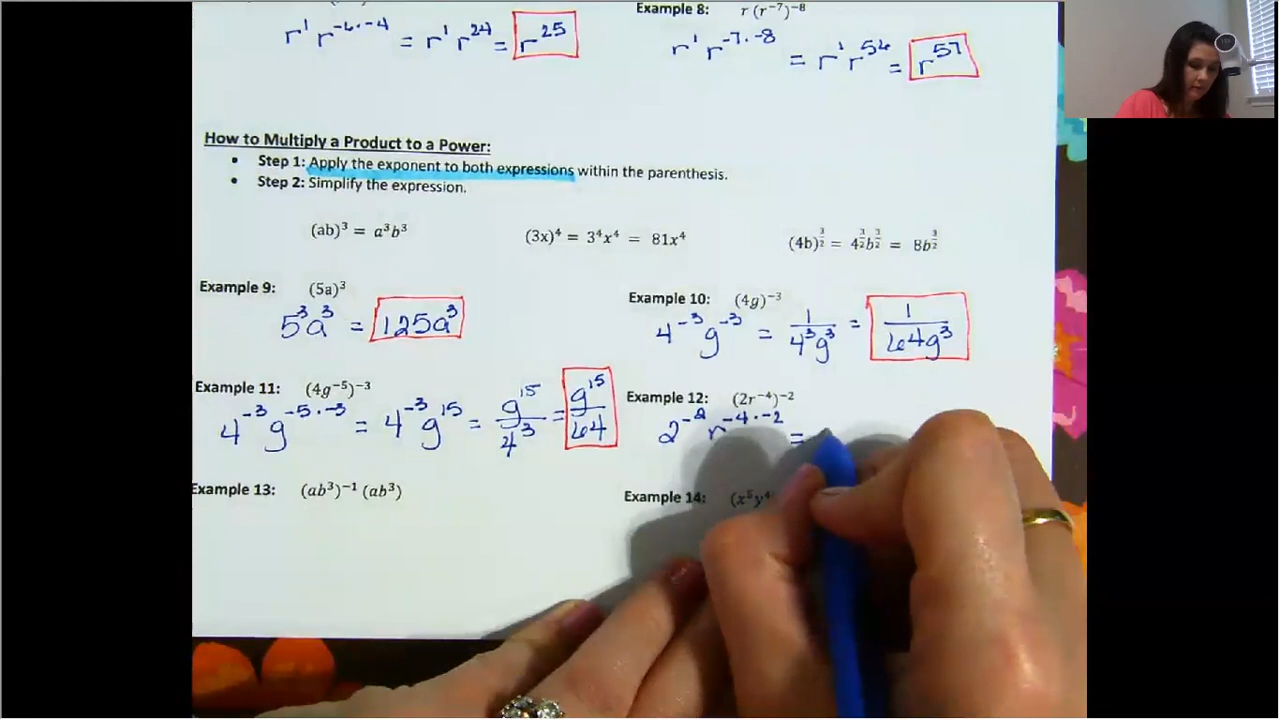 r¹ r⁻⁶·⁻⁴ = r¹ r²⁴ = r²⁵
Example 8: r (r⁻⁷)⁻⁸
r¹ r⁻⁷·⁻⁸ = r¹ r⁵⁶ = r⁵⁷
How to Multiply a Product to a Power:
• Step 1: Apply the exponent to both expressions within the parenthesis.
• Step 2: Simplify the expression.
(ab)³ = a³b³
(3x)⁴ = 3⁴x⁴ = 81x⁴
(4b)^(3/2) = 4^(3/2)b^(3/2) = 8b^(3/2)
Example 9: (5a)³
5³a³ = 125a³
Example 10: (4g)⁻³
4⁻³ g⁻³ = 1/4³g³ = 1/64g³
Example 11: (4g⁻⁵)⁻³
4⁻³ g⁻⁵·⁻³ = 4⁻³ g¹⁵ = g¹⁵/4³ = g¹⁵/64
Example 12: (2r⁻⁴)⁻²
2⁻² r⁻⁴·⁻² =
Example 13: (ab³)⁻¹ (ab³)
Example 14: (x⁵y⁴